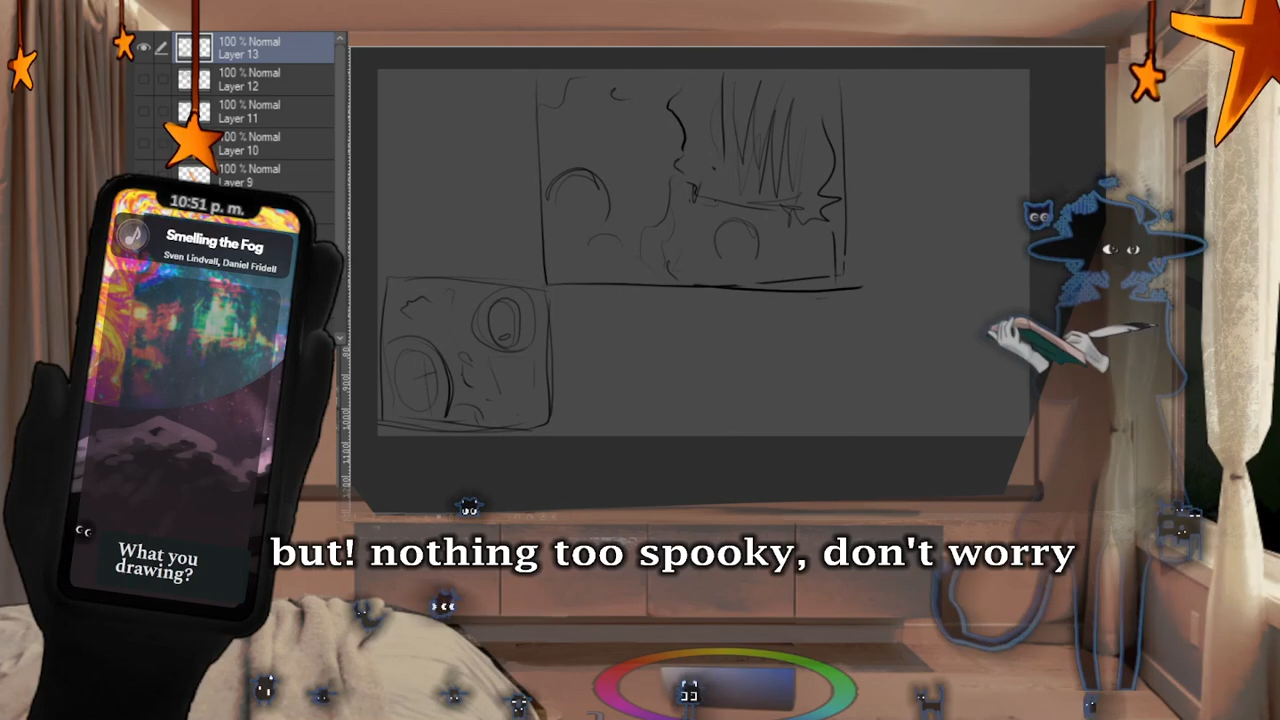 100 % Normal
Layer 13
100 % Normal
Layer 12
100 % Normal
Layer 11
100 % Normal
Layer 10
100 % Normal
Layer 9
10:51 p. m.
Smelling the Fog
Sven Lindvall, Daniel Fridell
What you
drawing?
but! nothing too spooky, don't worry